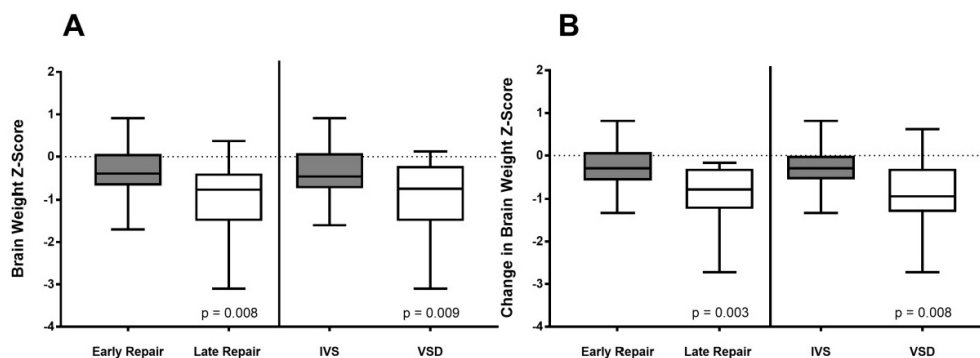 A
Brain Weight Z-Score
2
1
0
-1
-2
-3
-4
p = 0.008
p = 0.009
Early Repair
Late Repair
IVS
VSD
B
Change in Brain Weight Z-Score
2
1
0
-1
-2
-3
-4
p = 0.003
p = 0.008
Early Repair
Late Repair
IVS
VSD